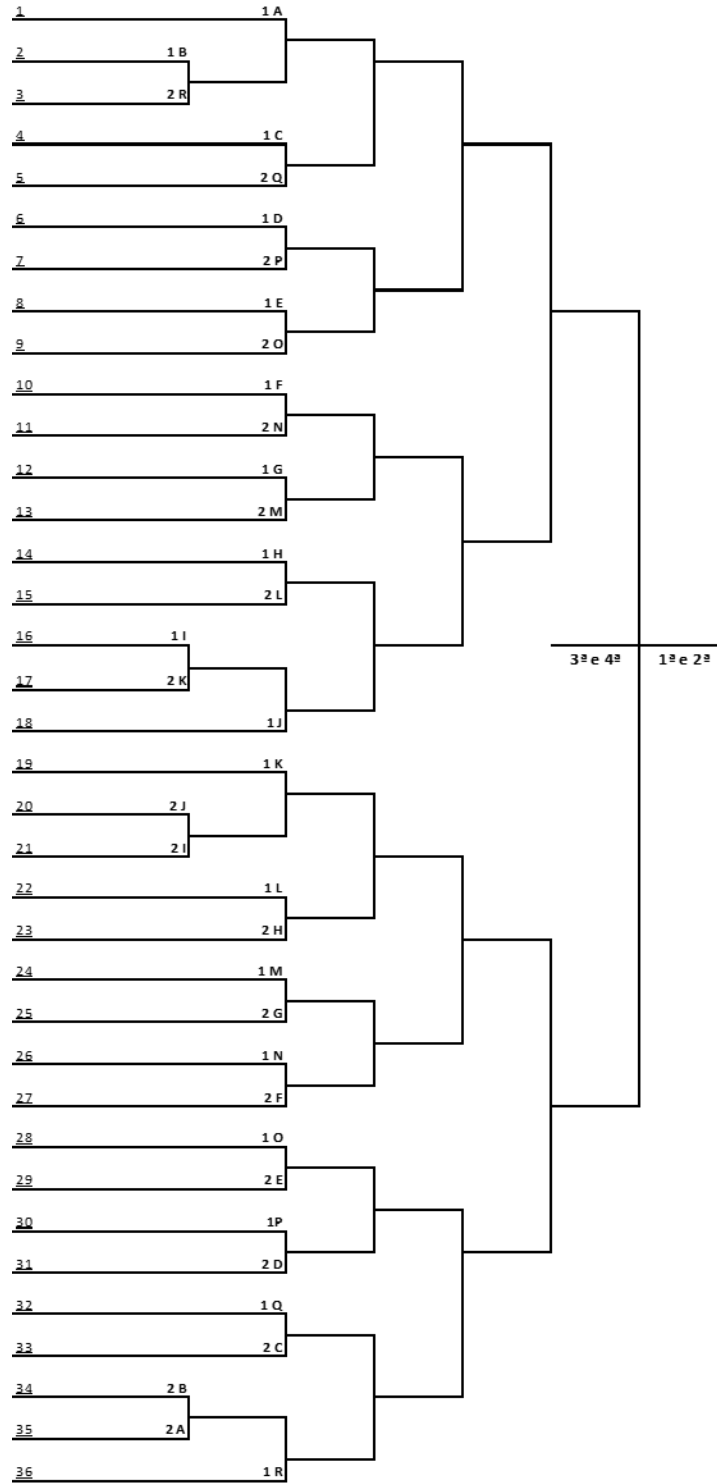 1 1 A
2 1 B
3 2 R
4 1 C
5 2 Q
6 1 D
7 2 P
8 1 E
9 2 O
10 1 F
11 2 N
12 1 G
13 2 M
14 1 H
15 2 L
16 1 I
17 2 K
18 1 J
19 1 K
20 2 J
21 2 I
22 1 L
23 2 H
24 1 M
25 2 G
26 1 N
27 2 F
28 1 O
29 2 E
30 1P
31 2 D
32 1 Q
33 2 C
34 2 B
35 2 A
36 1 R
3ª e 4ª 1ª e 2ª